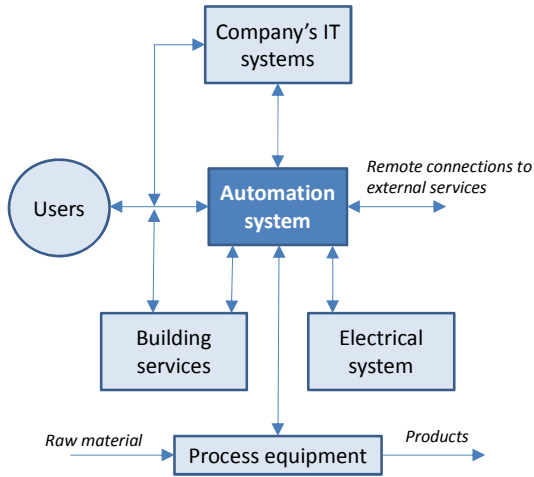 Company's IT
systems
Remote connections to
external services
Automation
system
Users
Building
services
Electrical
system
Raw material
Process equipment
Products